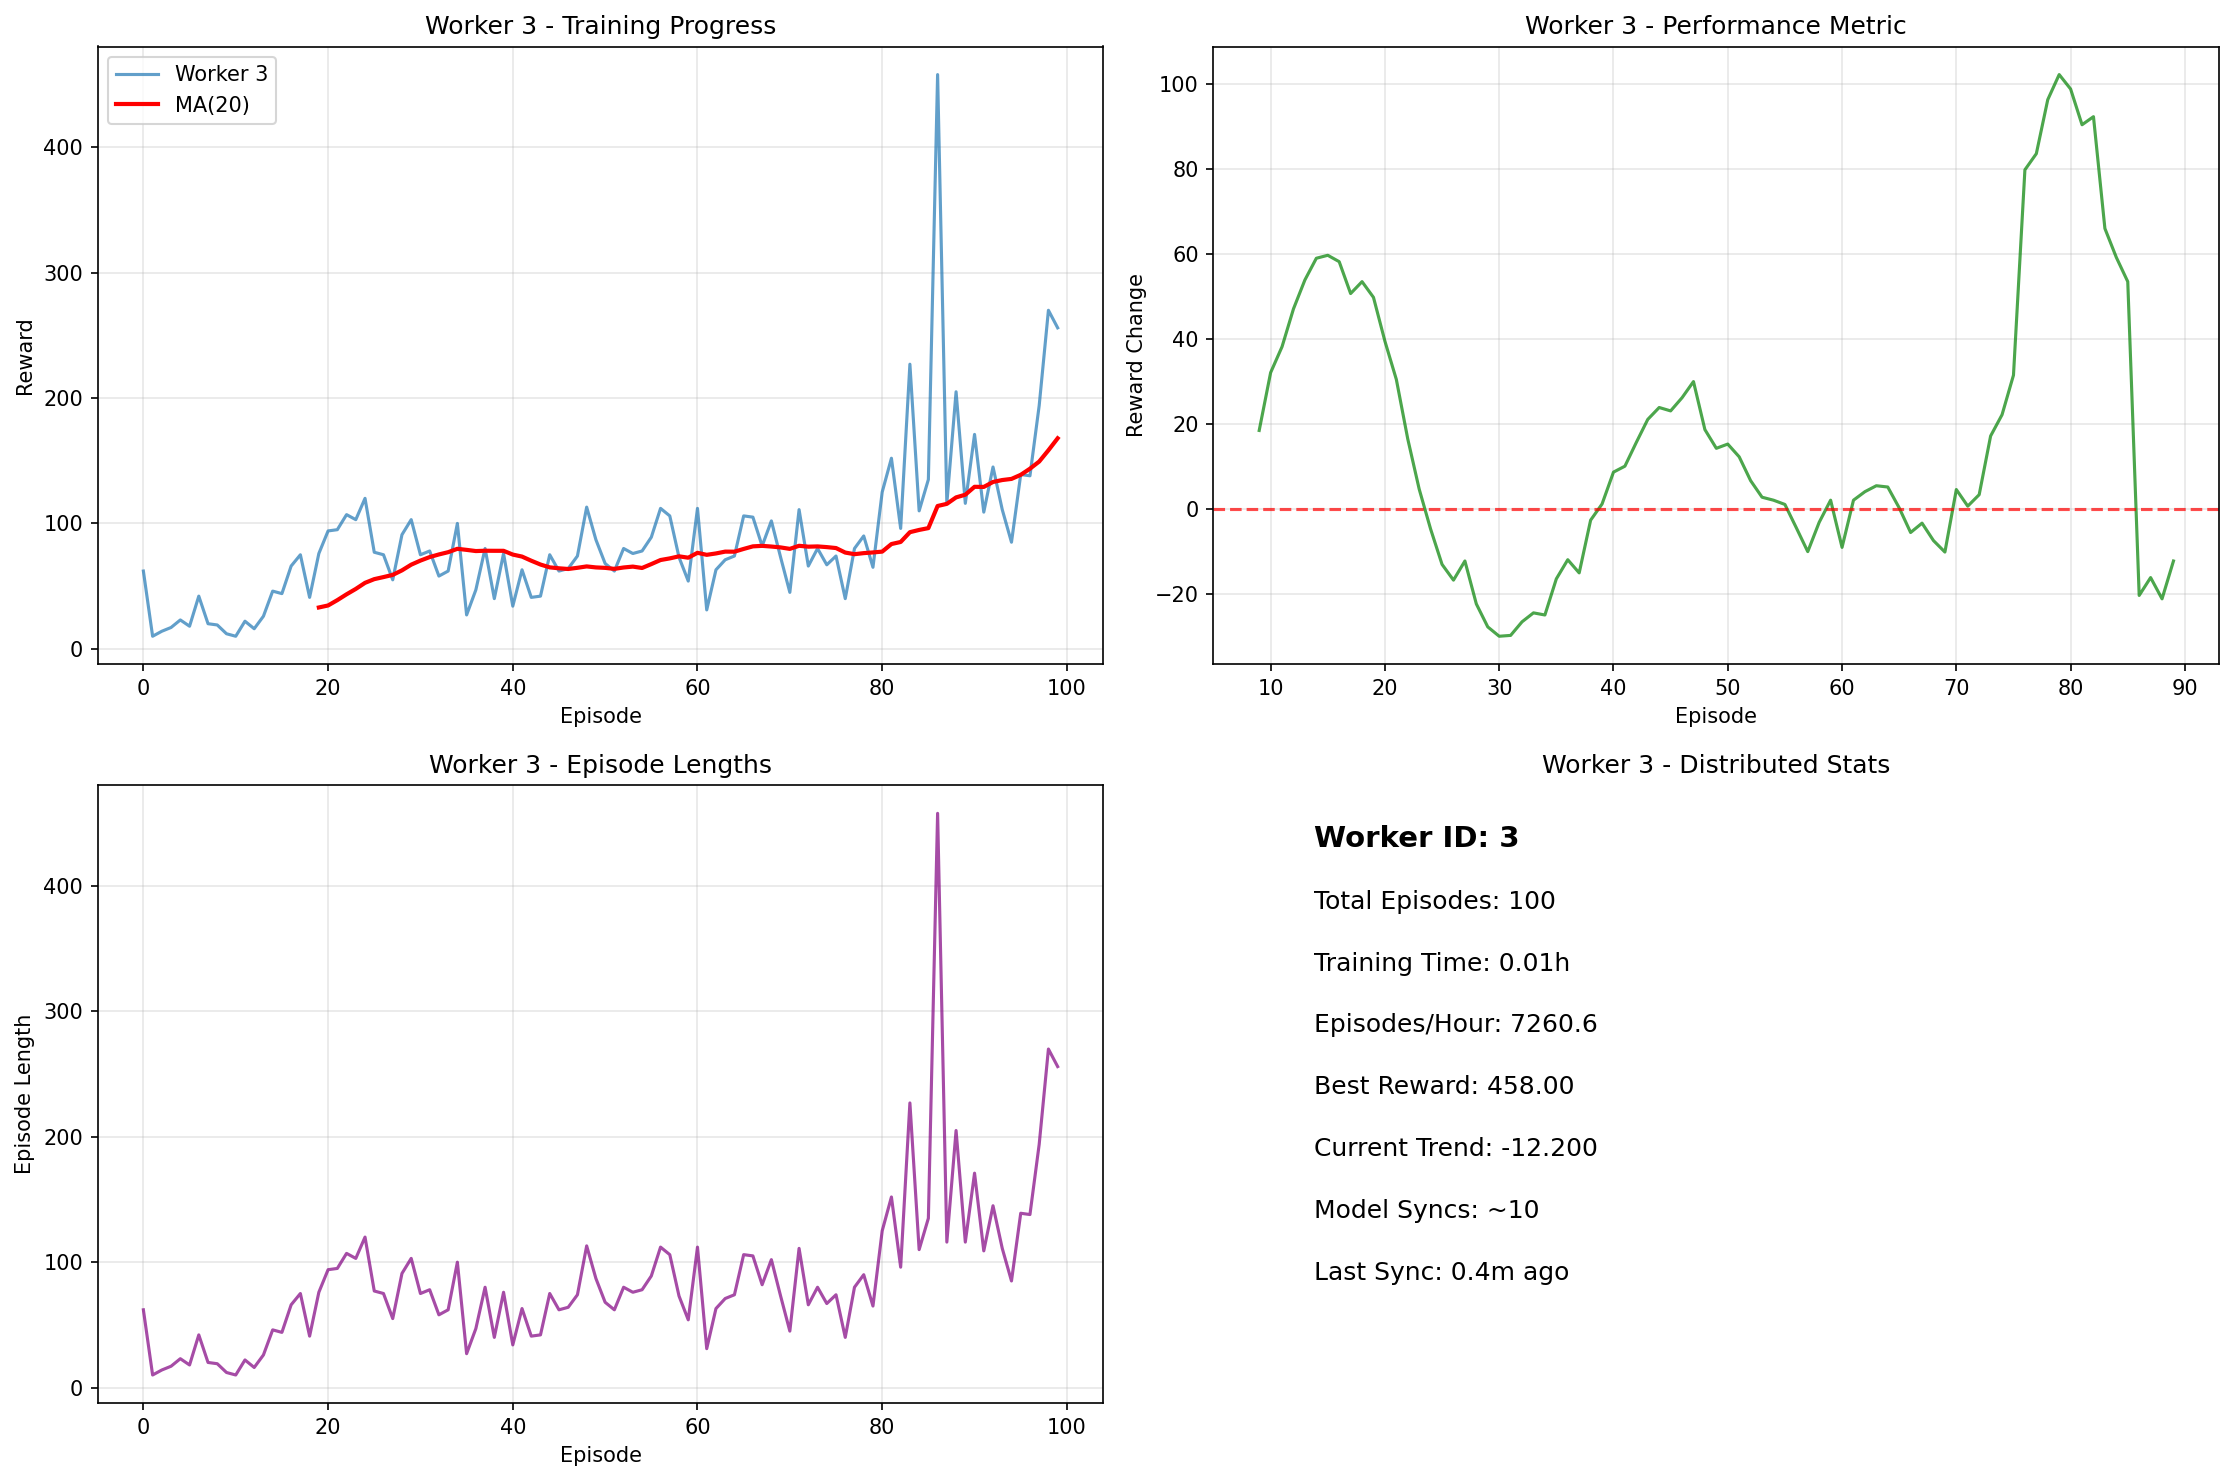 Worker 3 - Training Progress
Worker 3
MA(20)
Reward
400
300
200
100
0
0 20 40 60 80 100
Episode
Worker 3 - Performance Metric
Reward Change
100
80
60
40
20
0
−20
10 20 30 40 50 60 70 80 90
Episode
Worker 3 - Episode Lengths
Episode Length
400
300
200
100
0
0 20 40 60 80 100
Episode
Worker 3 - Distributed Stats
Worker ID: 3
Total Episodes: 100
Training Time: 0.01h
Episodes/Hour: 7260.6
Best Reward: 458.00
Current Trend: -12.200
Model Syncs: ~10
Last Sync: 0.4m ago